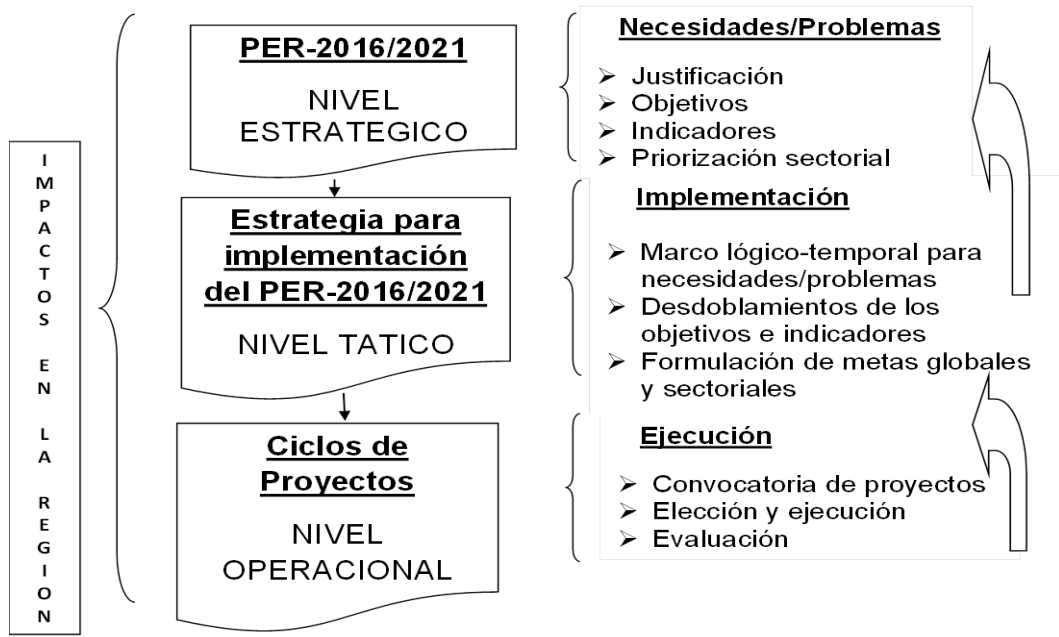 IMPACTOS EN LA REGION
PER-2016/2021
NIVEL
ESTRATEGICO
Necesidades/Problemas
➢ Justificación
➢ Objetivos
➢ Indicadores
➢ Priorización sectorial
Estrategia para
implementación
del PER-2016/2021
NIVEL TATICO
Implementación
➢ Marco lógico-temporal para
necesidades/problemas
➢ Desdoblamientos de los
objetivos e indicadores
➢ Formulación de metas globales
y sectoriales
Ciclos de
Proyectos
NIVEL
OPERACIONAL
Ejecución
➢ Convocatoria de proyectos
➢ Elección y ejecución
➢ Evaluación